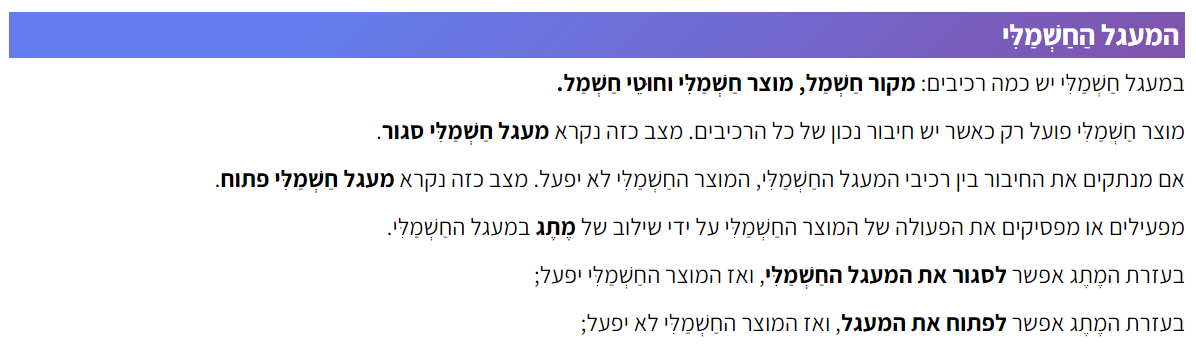 המעגל הַחַשְׁמַלִּי
במעגל חַשְׁמַלִּי יש כמה רכיבים: מקור חַשְׁמַל, מוצר חַשְׁמַלִּי וחוּטֵי חַשְׁמַל.
מוצר חַשְׁמַלִּי פועל רק כאשר יש חיבור נכון של כל הרכיבים. מצב כזה נקרא מעגל חַשְׁמַלִּי סגור.
אם מנתקים את החיבור בין רכיבי המעגל החַשְׁמַלִּי, המוצר החַשְׁמַלִּי לא יפעל. מצב כזה נקרא מעגל חַשְׁמַלִּי פתוח.
מפעילים או מפסיקים את הפעולה של המוצר החַשְׁמַלִּי על ידי שילוב של מֶתֶג במעגל החַשְׁמַלִּי.
בעזרת המֶתֶג אפשר לסגור את המעגל החַשְׁמַלִּי, ואז המוצר החַשְׁמַלִּי יפעל;
בעזרת המֶתֶג אפשר לפתוח את המעגל, ואז המוצר החַשְׁמַלִּי לא יפעל;